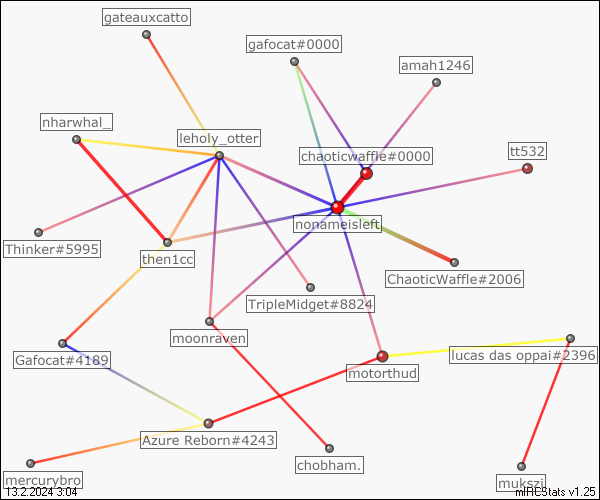 gateauxcatto
gafocat#0000
amah1246
nharwhal_
leholy_otter
chaoticwaffle#0000
tt532
nonameisleft
Thinker#5995
then1cc
ChaoticWaffle#2006
TripleMidget#8824
moonraven
Gafocat#4189
lucas das oppai#2396
motorthud
Azure Reborn#4243
chobham.
mercurybro
mukszi
13.2.2024 3:04
mIRCStats v1.25